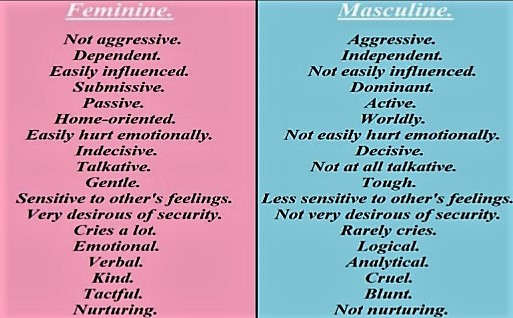 Feminine.
Not aggressive.
Dependent.
Easily influenced.
Submissive.
Passive.
Home-oriented.
Easily hurt emotionally.
Indecisive.
Talkative.
Gentle.
Sensitive to other's feelings.
Very desirous of security.
Cries a lot.
Emotional.
Verbal.
Kind.
Tactful.
Nurturing.
Masculine.
Aggressive.
Independent.
Not easily influenced.
Dominant.
Active.
Worldly.
Not easily hurt emotionally.
Decisive.
Not at all talkative.
Tough.
Less sensitive to other's feelings.
Not very desirous of security.
Rarely cries.
Logical.
Analytical.
Cruel.
Blunt.
Not nurturing.